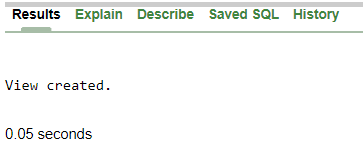 Results Explain Describe Saved SQL History
View created.
0.05 seconds